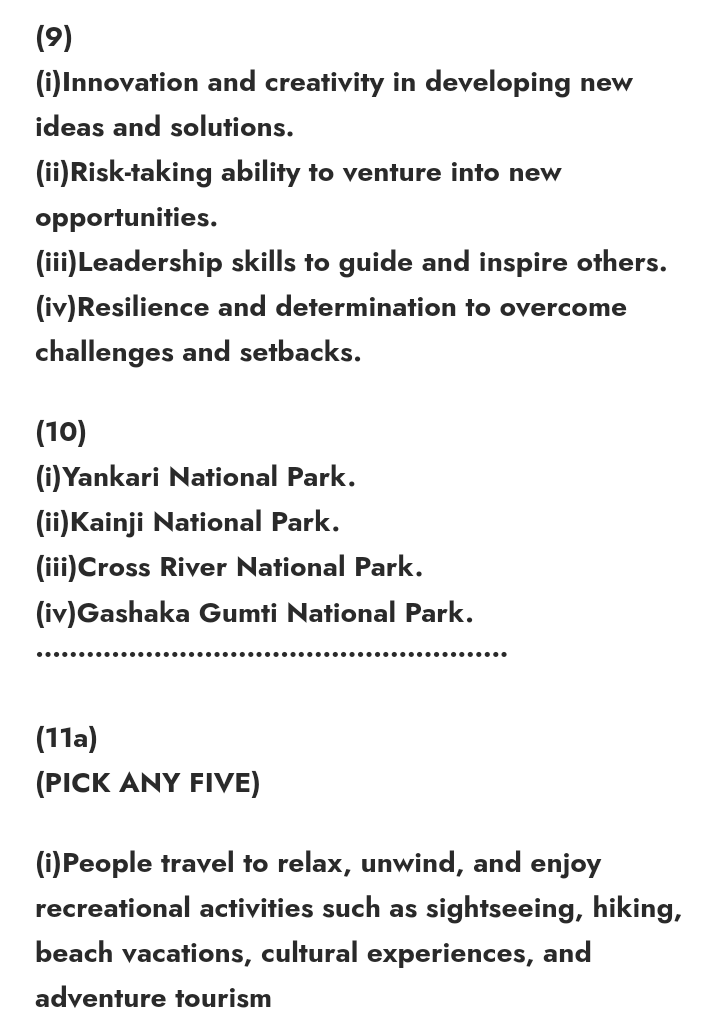 (9)
(i)Innovation and creativity in developing new
ideas and solutions.
(ii)Risk-taking ability to venture into new
opportunities.
(iii)Leadership skills to guide and inspire others.
(iv)Resilience and determination to overcome
challenges and setbacks.
(10)
(i)Yankari National Park.
(ii)Kainji National Park.
(iii)Cross River National Park.
(iv)Gashaka Gumti National Park.
........................................................
(11a)
(PICK ANY FIVE)
(i)People travel to relax, unwind, and enjoy
recreational activities such as sightseeing, hiking,
beach vacations, cultural experiences, and
adventure tourism